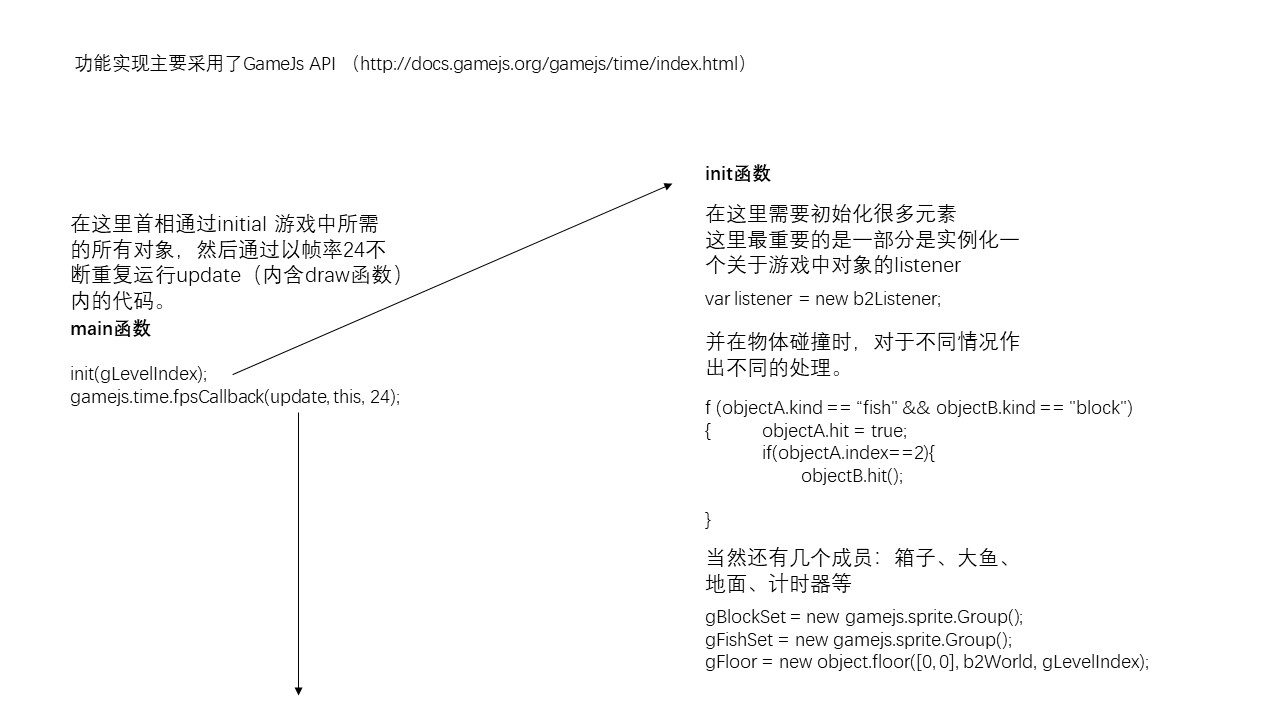 功能实现主要采用了GameJs API （http://docs.gamejs.org/gamejs/time/index.html）
在这里首相通过initial 游戏中所需
的所有对象，然后通过以帧率24不
断重复运行update（内含draw函数）
内的代码。
main函数
init(gLevelIndex);
gamejs.time.fpsCallback(update, this, 24);
init函数
在这里需要初始化很多元素
这里最重要的是一部分是实例化一
个关于游戏中对象的listener
var listener = new b2Listener;
并在物体碰撞时，对于不同情况作
出不同的处理。
f (objectA.kind == “fish" && objectB.kind == "block")
{ objectA.hit = true;
if(objectA.index==2){
objectB.hit();
}
当然还有几个成员：箱子、大鱼、
地面、计时器等
gBlockSet = new gamejs.sprite.Group();
gFishSet = new gamejs.sprite.Group();
gFloor = new object.floor([0, 0], b2World, gLevelIndex);